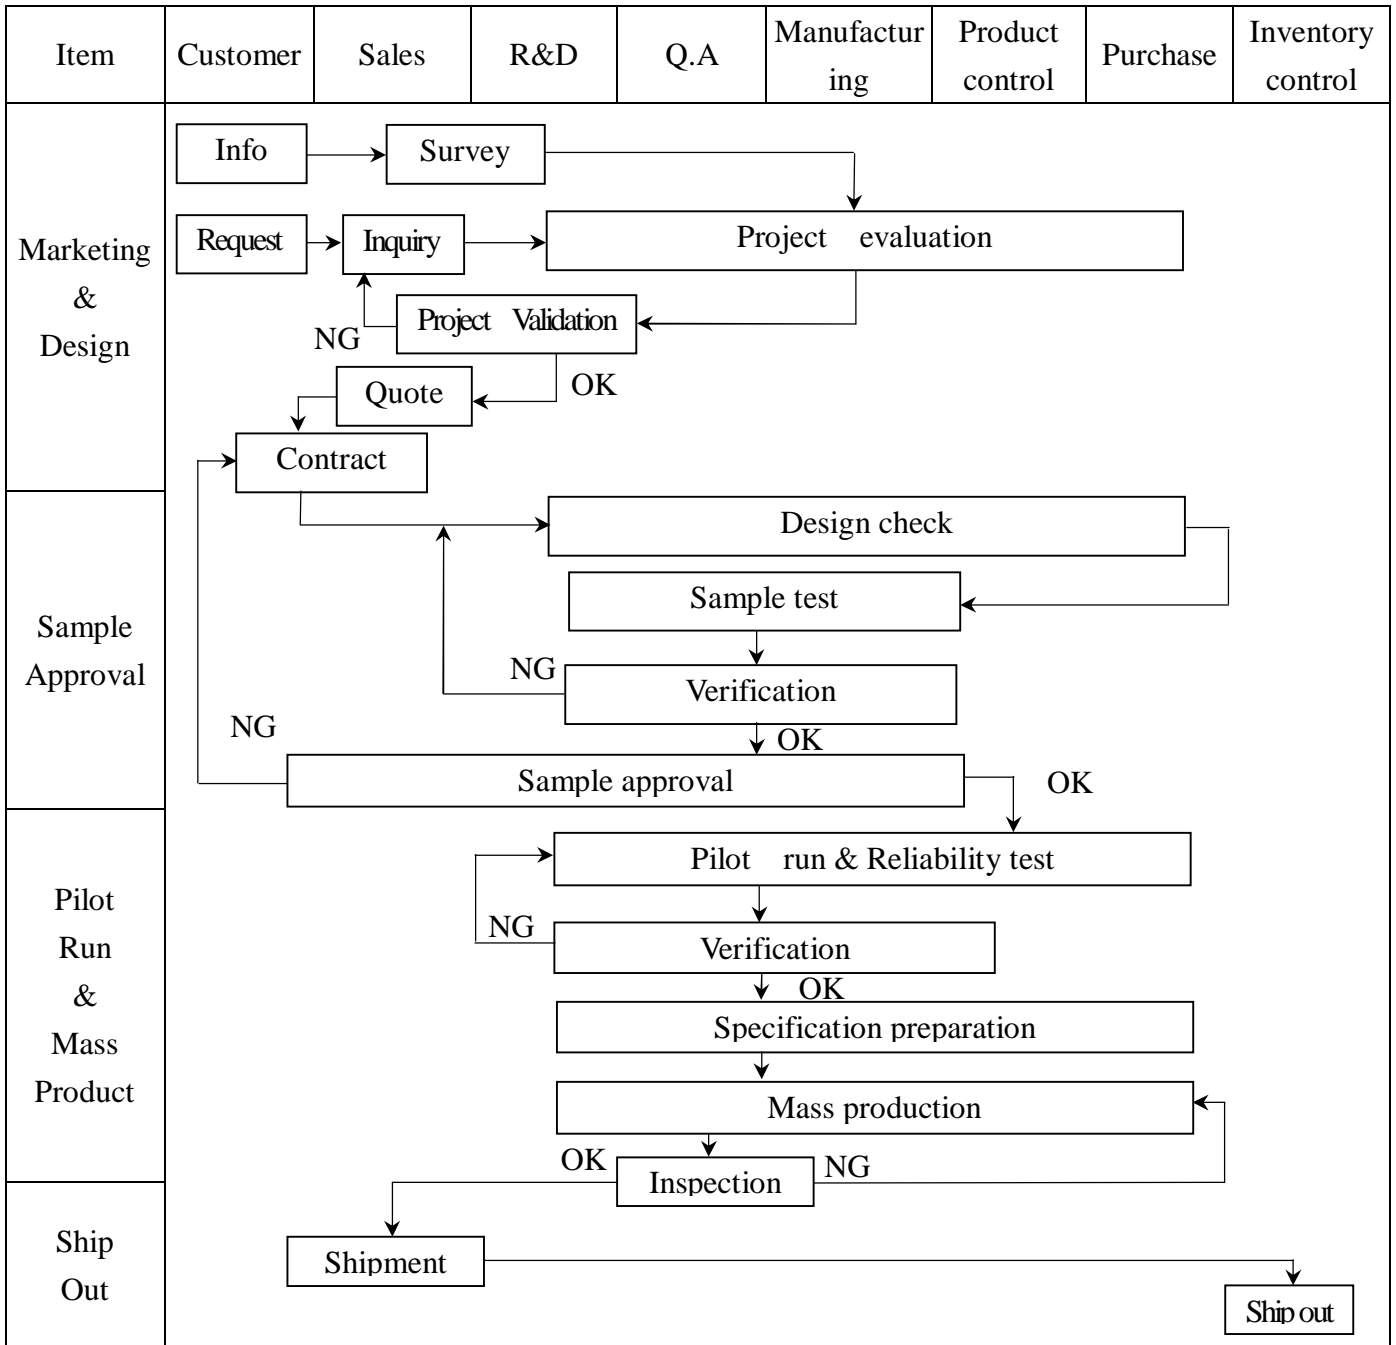 Item
Customer
Sales
R&D
Q.A
Manufactur
ing
Product
control
Purchase
Inventory
control
Marketing
&
Design
Info
Survey
Request
Inquiry
Project evaluation
Project Validation
NG
OK
Quote
Contract
Sample
Approval
Design check
Sample test
NG
Verification
NG
OK
Sample approval
OK
Pilot
Run
&
Mass
Product
Pilot run & Reliability test
NG
Verification
OK
Specification preparation
Mass production
OK
Inspection
NG
Ship
Out
Shipment
Ship out